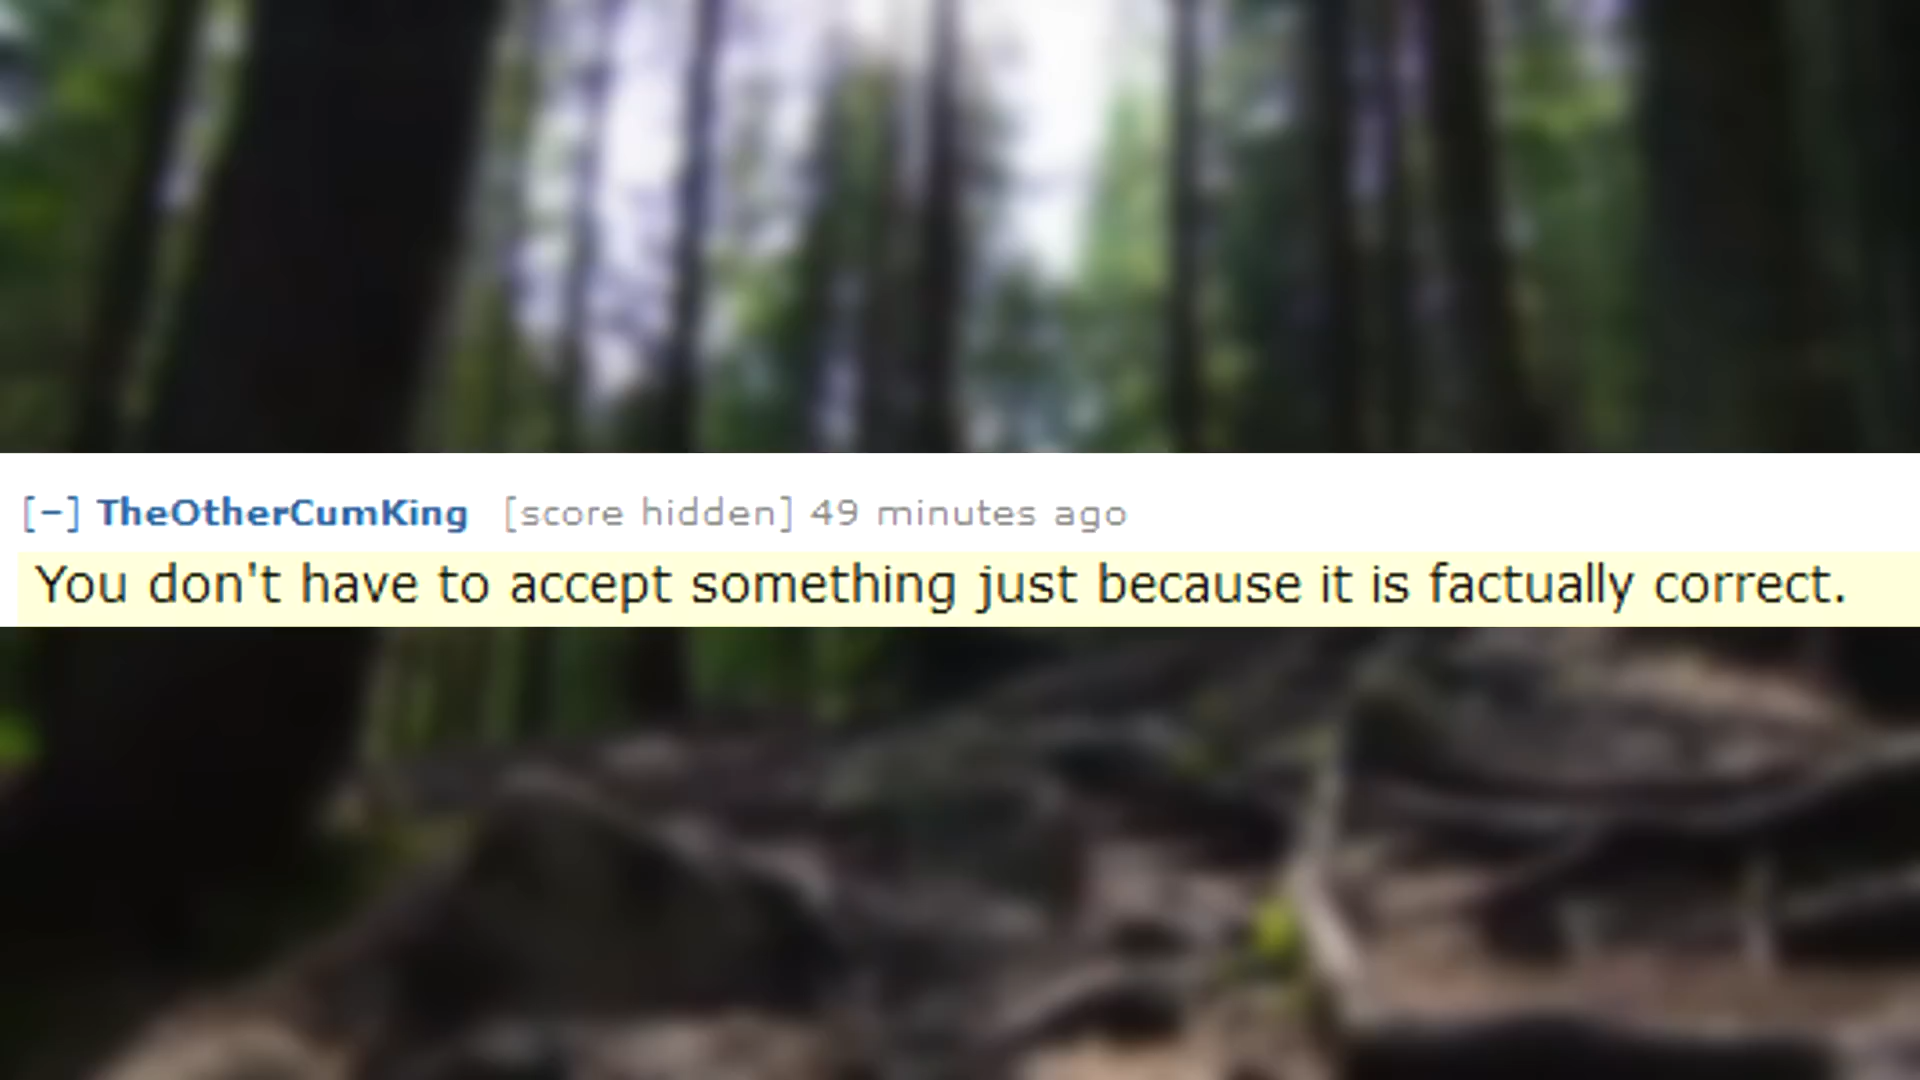 [–] TheOtherCumKing [score hidden] 49 minutes ago
You don't have to accept something just because it is factually correct.